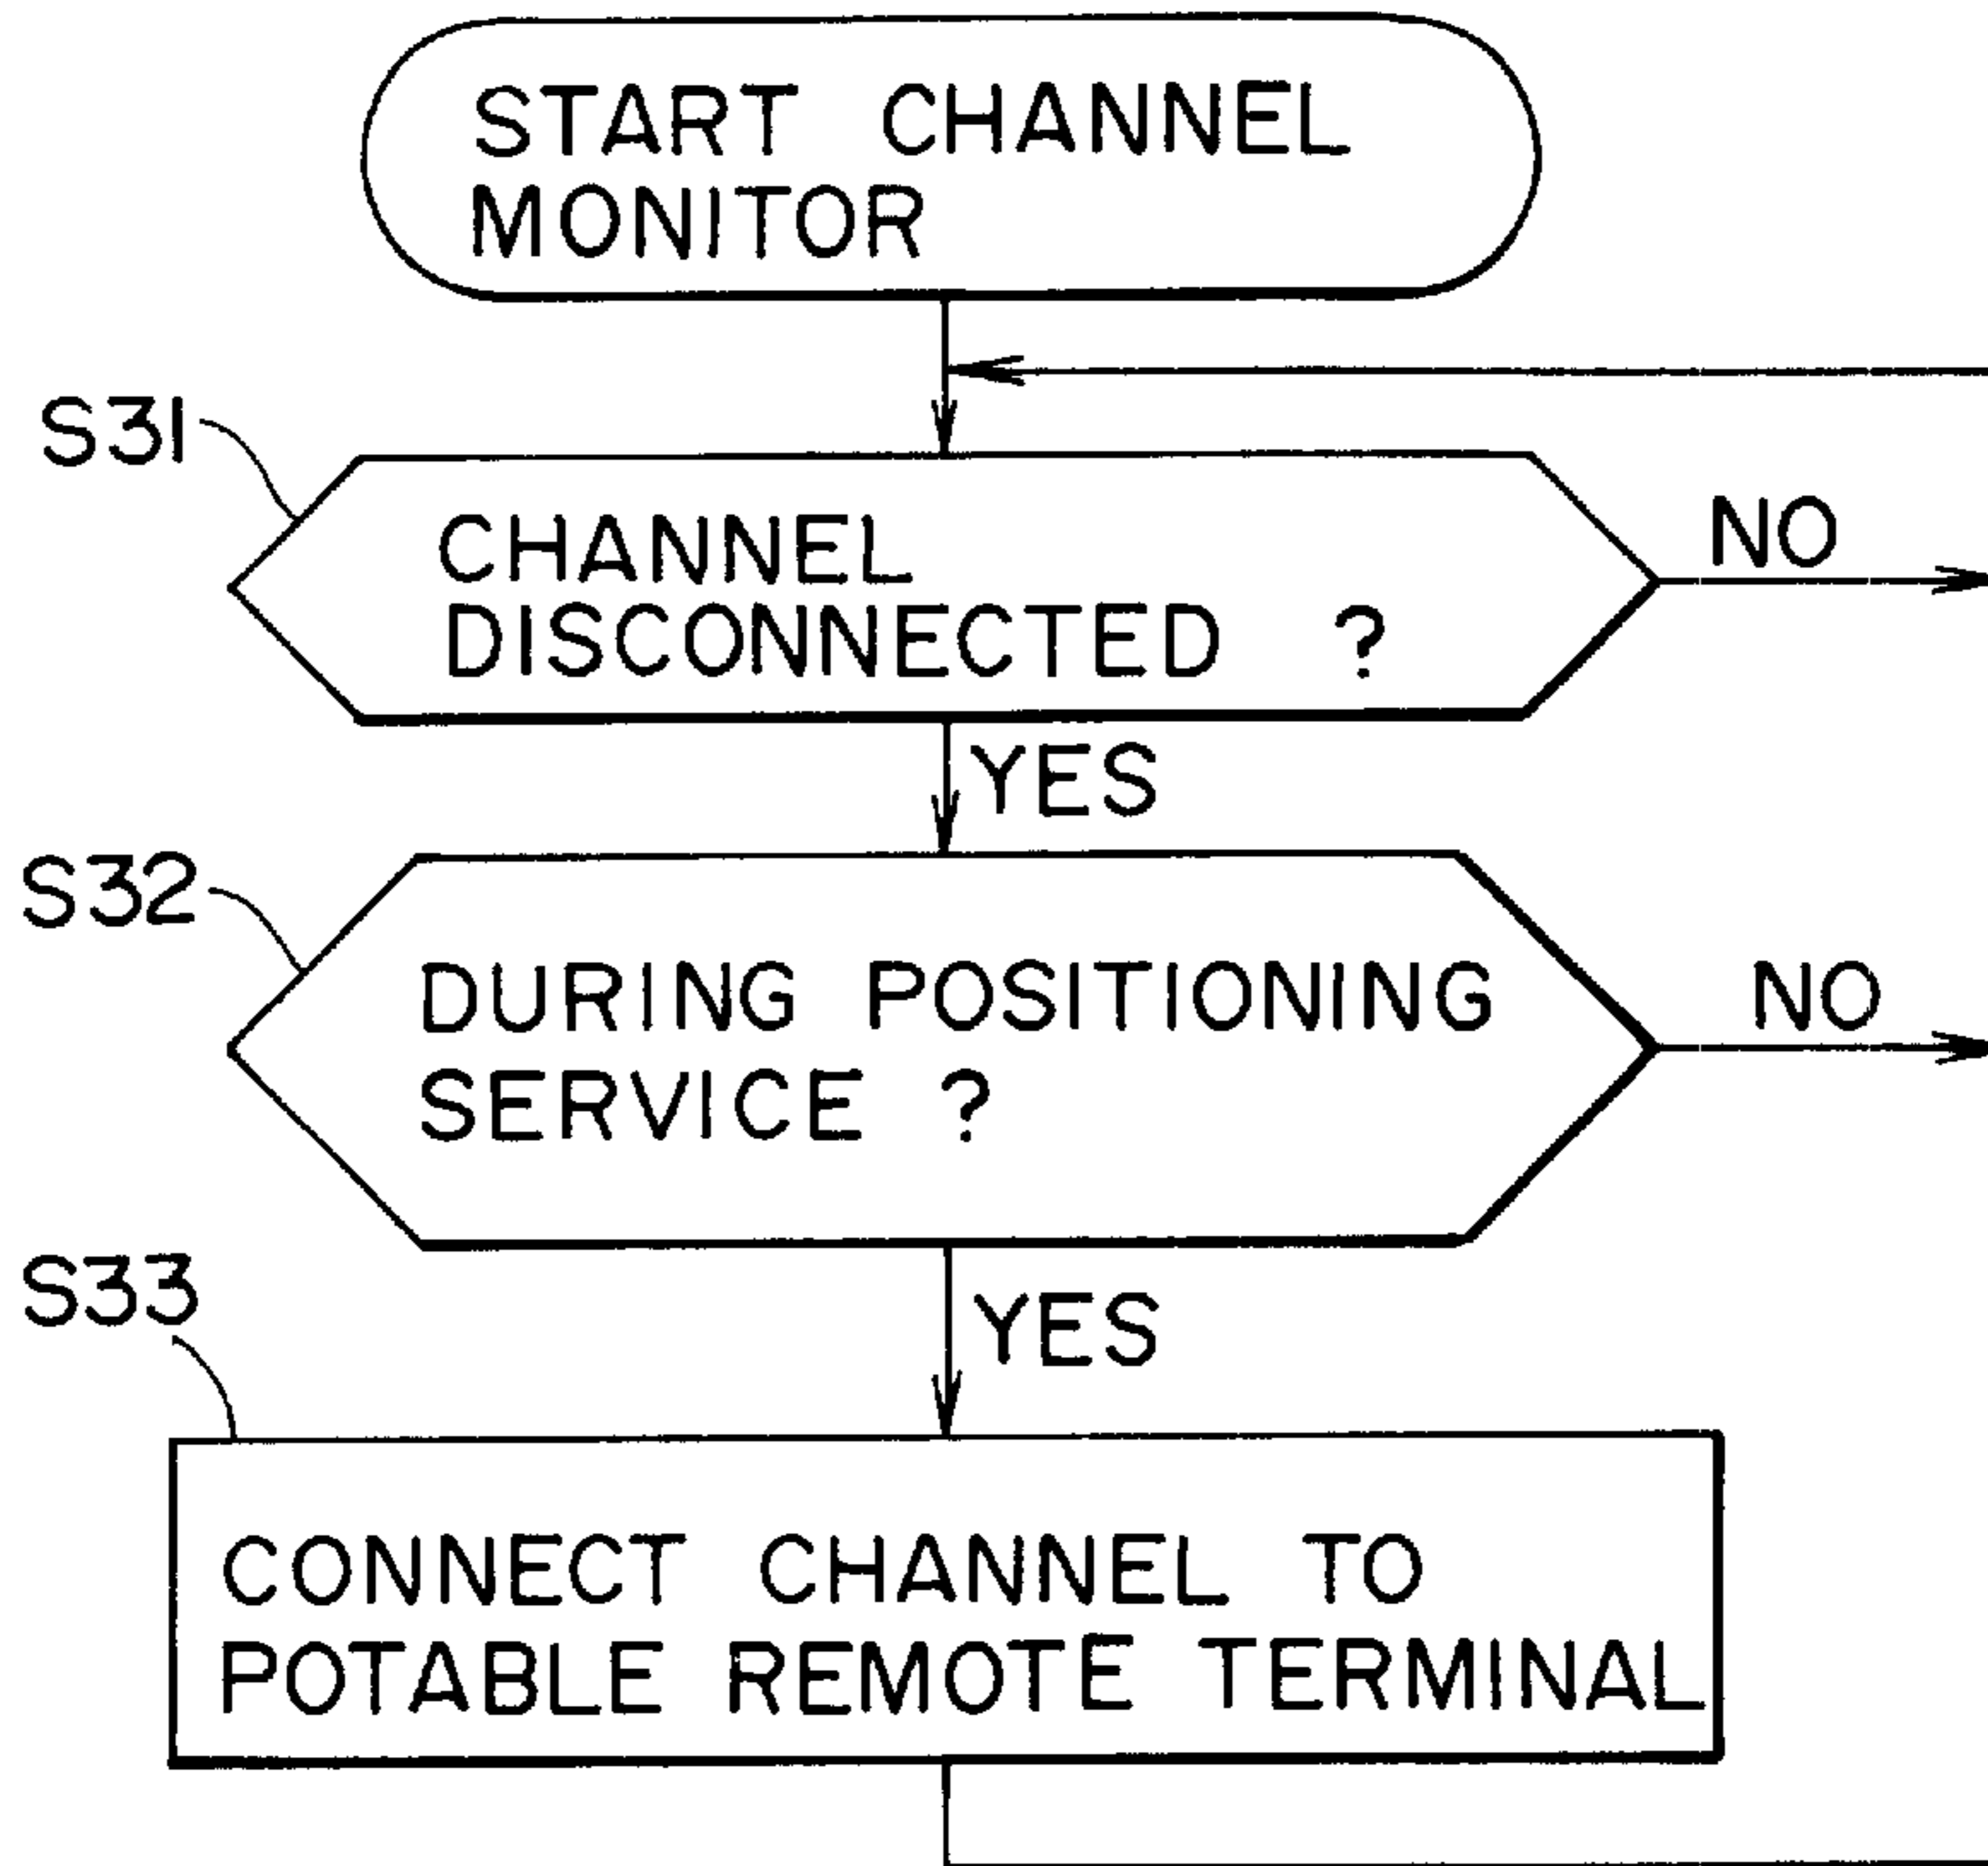 START CHANNEL
MONITOR
S31
CHANNEL
DISCONNECTED ?
NO
YES
S32
DURING POSITIONING
SERVICE ?
NO
YES
S33
CONNECT CHANNEL TO
POTABLE REMOTE TERMINAL